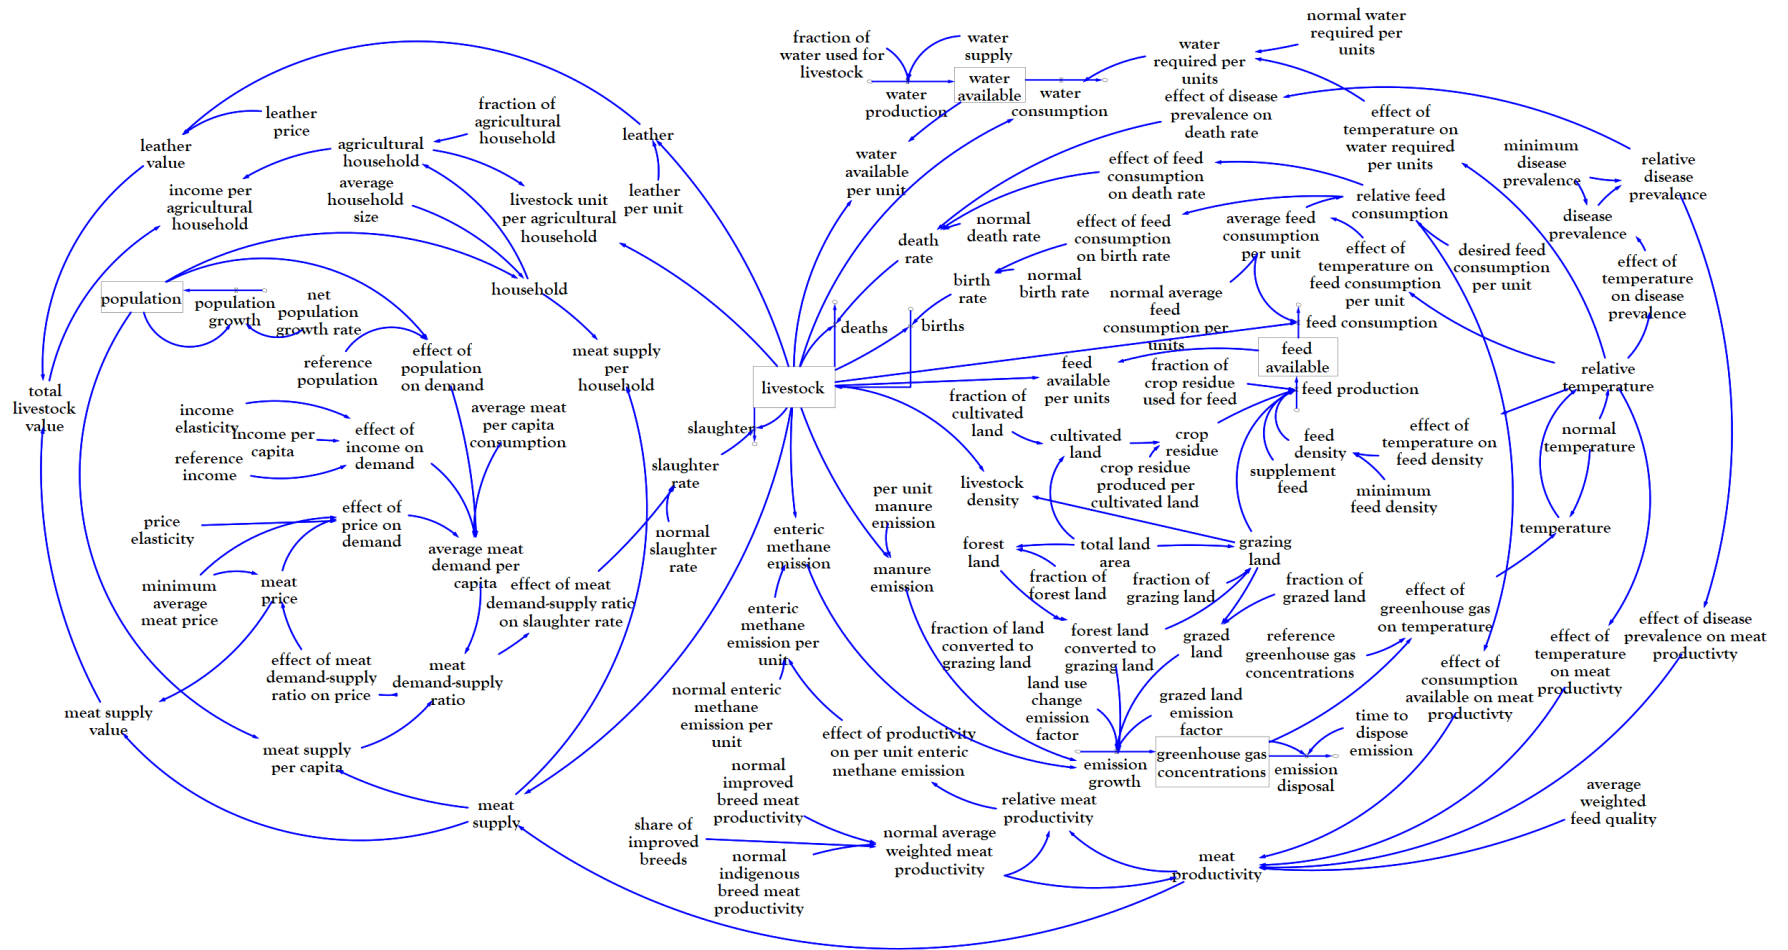 normal water
required per
units
fraction of
water used for
livestock
water
supply
water
required per
units
water
production
water
available
water
consumption
effect of disease
prevalence on
death rate
effect of
temperature on
water required
per units
leather
price
fraction of
agricultural
household
leather
value
agricultural
household
leather
water
available
per unit
effect of feed
consumption
on death rate
minimum
disease
prevalence
relative
disease
prevalence
income per
agricultural
household
average
household
size
livestock unit
per agricultural
household
leather
per unit
relative feed
consumption
disease
prevalence
death
rate
normal
death rate
effect of feed
consumption
on birth rate
average feed
consumption
per unit
effect of
temperature on
feed consumption
per unit
desired feed
consumption
per unit
effect of
temperature
on disease
prevalence
household
birth
rate
normal
birth rate
population
population
growth
net
population
growth rate
normal average
feed
consumption per
units
deaths
births
feed consumption
reference
population
effect of
population
on demand
meat supply
per
household
feed
available
feed
available
per units
fraction of
crop residue
used for feed
feed production
relative
temperature
total
livestock
value
livestock
income
elasticity
income per
capita
reference
income
effect of
income on
demand
average meat
per capita
consumption
slaughter
fraction of
cultivated
land
cultivated
land
crop
residue
feed
density
effect of
temperature on
feed density
normal
temperature
slaughter
rate
livestock
density
crop residue
produced per
cultivated land
supplement
feed
minimum
feed density
price
elasticity
effect of
price on
demand
per unit
manure
emission
temperature
average meat
demand per
capita
normal
slaughter
rate
enteric
methane
emission
manure
emission
forest
land
total land
area
grazing
land
minimum
average
meat price
meat
price
effect of meat
demand-supply ratio
on slaughter rate
fraction of
forest land
fraction of
grazing land
fraction of
grazed land
effect of
greenhouse gas
on temperature
enteric
methane
emission per
unit
fraction of land
converted to
grazing land
forest land
converted to
grazing land
grazed
land
reference
greenhouse gas
concentrations
effect of
temperature
on meat
productivty
effect of disease
prevalence on meat
productivty
effect of meat
demand-supply
ratio on price
meat
demand-supply
ratio
effect of
consumption
available on meat
productivty
normal enteric
methane
emission per
unit
land use
change
emission
factor
grazed land
emission
factor
time to
dispose
emission
meat supply
value
meat supply
per capita
effect of productivity
on per unit enteric
methane emission
emission
growth
greenhouse gas
concentrations
emission
disposal
normal
improved
breed meat
productivity
relative meat
productivity
average
weighted
feed quality
meat
supply
share of
improved
breeds
normal
indigenous
breed meat
productivity
normal average
weighted meat
productivity
meat
productivity